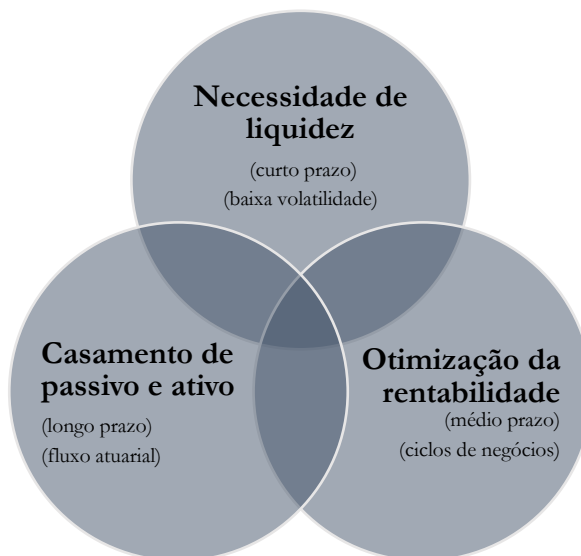 Necessidade de
liquidez
(curto prazo)
(baixa volatilidade)
Casamento de
passivo e ativo
(longo prazo)
(fluxo atuarial)
Otimização da
rentabilidade
(médio prazo)
(ciclos de negócios)